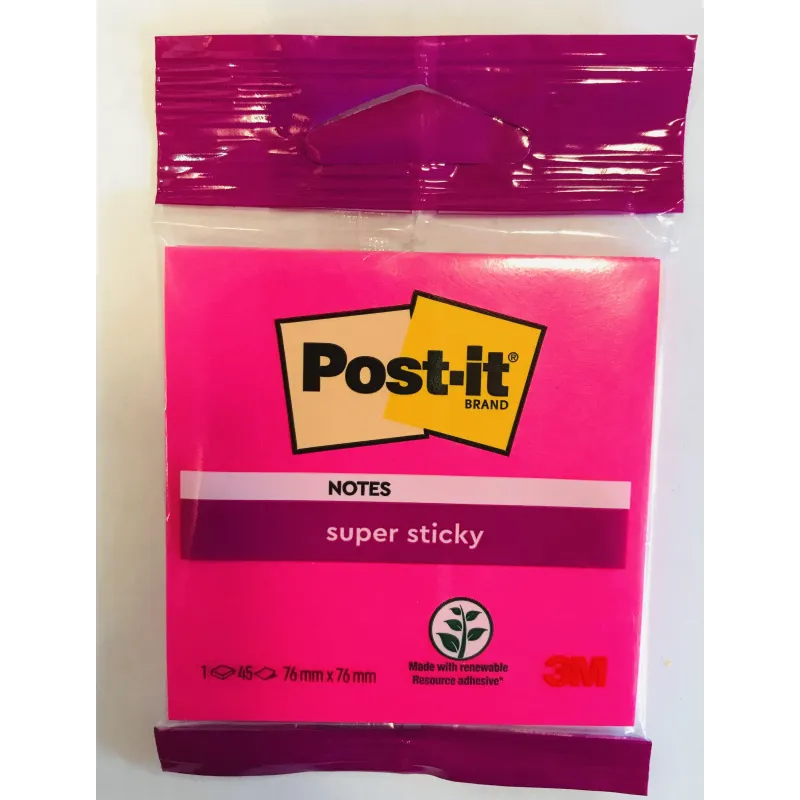 Post-it®
BRAND
NOTES
super sticky
1 45 76 mm x 76 mm
Made with renewable
Resource adhesive*
3M